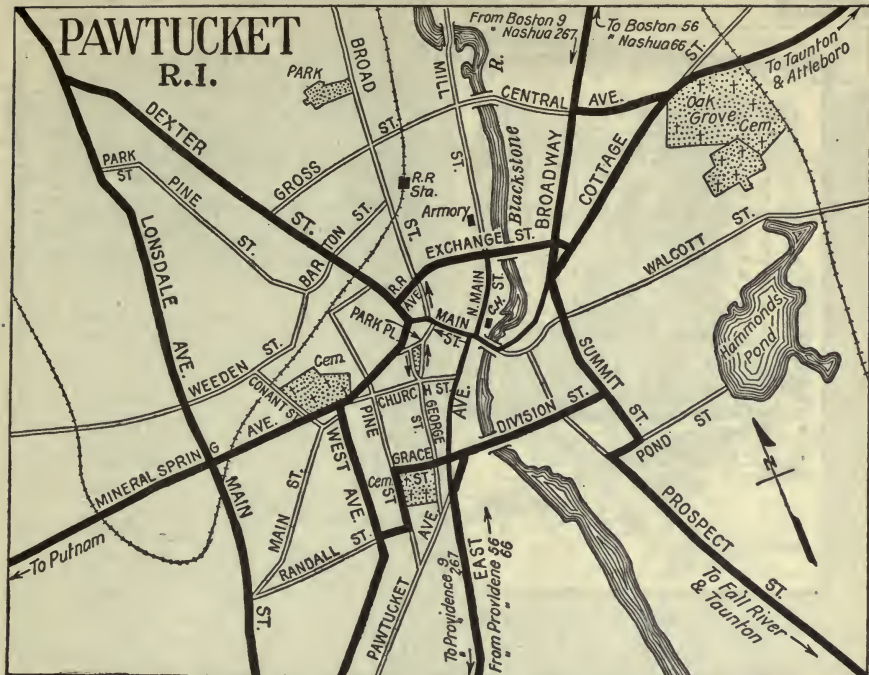 PAWTUCKET
R.I.
From Boston 9
" Nashua 267
To Boston 56
" Nashua 66
ST.
To Taunton
& Attleboro
PARK
BROAD
ST.
MILL
ST.
R.
Blackstone
CENTRAL AVE.
Oak
Grove
Cem.
DEXTER
ST.
GROSS ST.
R.R
Sta.
Armory
BROADWAY
COTTAGE
PARK
ST
PINE
ST.
BARTON ST.
EXCHANGE ST.
WALCOTT
ST.
LONSDALE
AVE.
R.R
AVE
N. MAIN
ST.
C.H.
MAIN
ST.
PARK PL.
SUMMIT
ST.
Hammonds
Pond
WEEDEN ST.
Cem.
CONANT ST
CHURCH ST
PINE
ST.
GEORGE
ST.
AVE.
DIVISION ST.
POND ST
MINERAL SPRING AVE.
WEST
AVE.
GRACE
ST.
Cem.
ST
N
MAIN
ST.
MAIN
ST.
RANDALL ST.
To Putnam
PAWTUCKET
AVE
EAST
To Providence 9
" 267
From Providene 56
" 66
PROSPECT
ST.
To Fall River
& Taunton